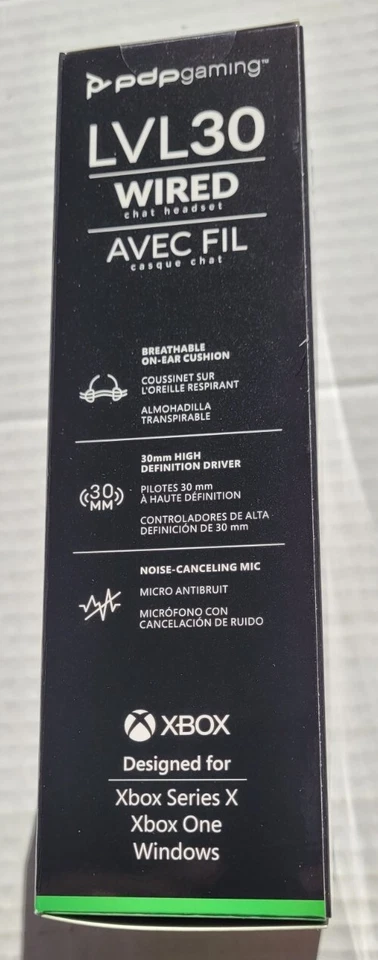 pdpgaming™
LVL30
WIRED
chat headset
AVEC FIL
casque chat
BREATHABLE
ON-EAR CUSHION
COUSSINET SUR
L'OREILLE RESPIRANT
ALMOHADILLA
TRANSPIRABLE
30mm HIGH
DEFINITION DRIVER
(30)
MM
PILOTES 30 mm
À HAUTE DÉFINITION
CONTROLADORES DE ALTA
DEFINICIÓN DE 30 mm
NOISE-CANCELING MIC
MICRO ANTIBRUIT
MICRÓFONO CON
CANCELACIÓN DE RUIDO
XBOX
Designed for
Xbox Series X
Xbox One
Windows